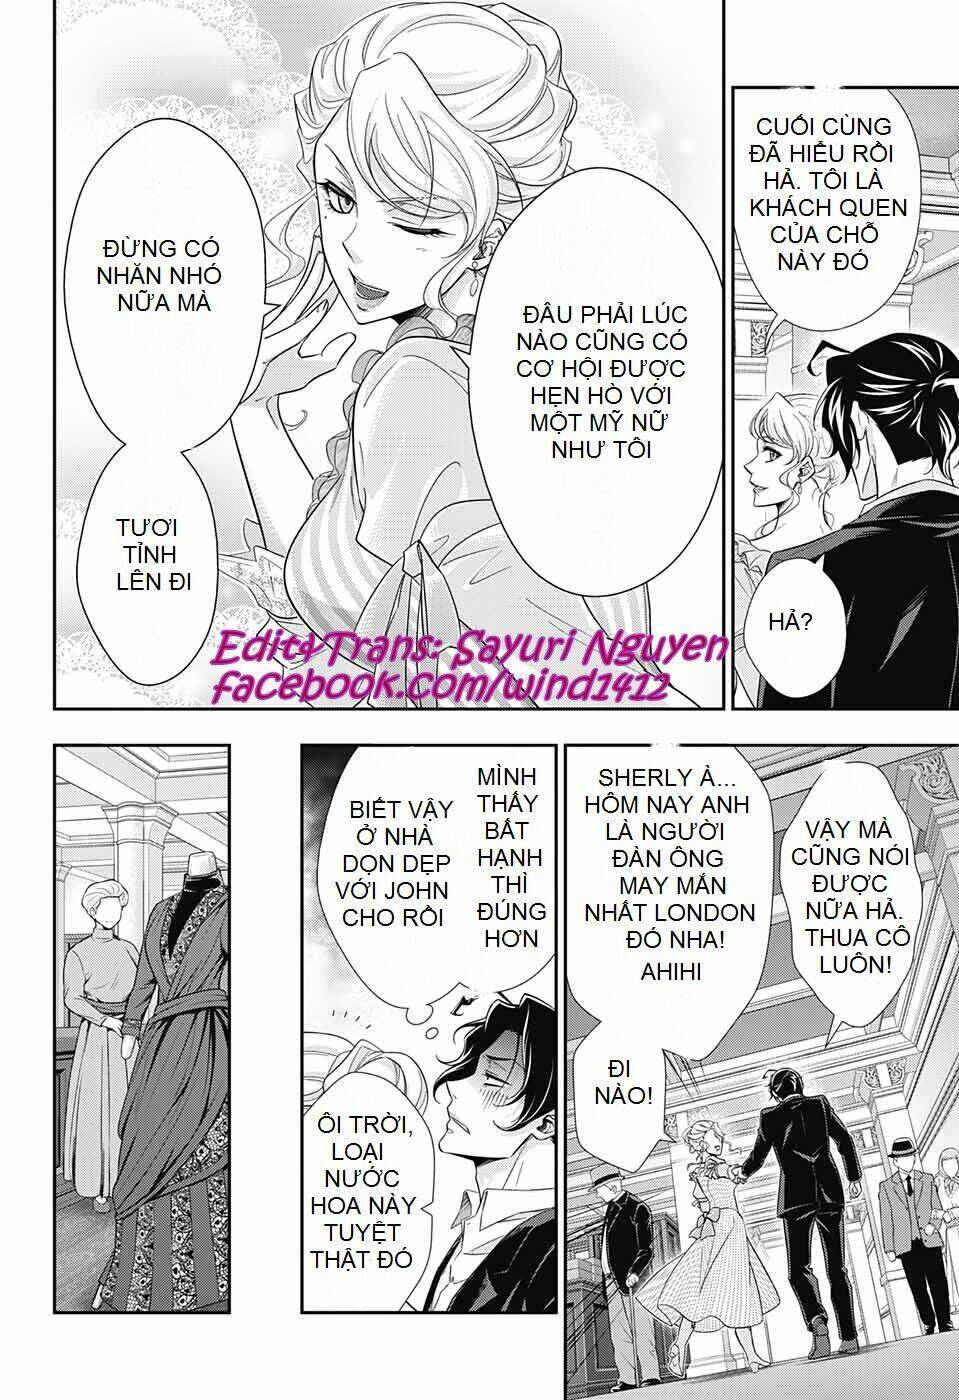 CUỐI CÙNG
ĐÃ HIỂU RỒI
HẢ. TÔI LÀ
KHÁCH QUEN
CỦA CHỖ
NÀY ĐÓ
HẢ?
ĐÂU PHẢI LÚC
NÀO CŨNG CÓ
CƠ HỘI ĐƯỢC
HẸN HÒ VỚI
MỘT MỸ NỮ
NHƯ TÔI
ĐỪNG CÓ
NHĂN NHÓ
NỮA MÀ
TƯƠI
TỈNH
LÊN ĐI
Edit&Trans: Sayuri Nguyen
facebook.com/wind1412
VẬY MÀ
CŨNG NÓI
ĐƯỢC
NỮA HẢ.
THUA CÔ
LUÔN!
SHERLY À...
HÔM NAY ANH
LÀ NGƯỜI
ĐÀN ÔNG
MAY MẮN
NHẤT LONDON
ĐÓ NHA!
AHIHI
ĐI
NÀO!
MÌNH
THẤY
BẤT
HẠNH
THÌ
ĐÚNG
HƠN
BIẾT VẬY
Ở NHÀ
DỌN DẸP
VỚI JOHN
CHO RỒI
ÔI TRỜI,
LOẠI
NƯỚC
HOA NÀY
TUYỆT
THẬT ĐÓ